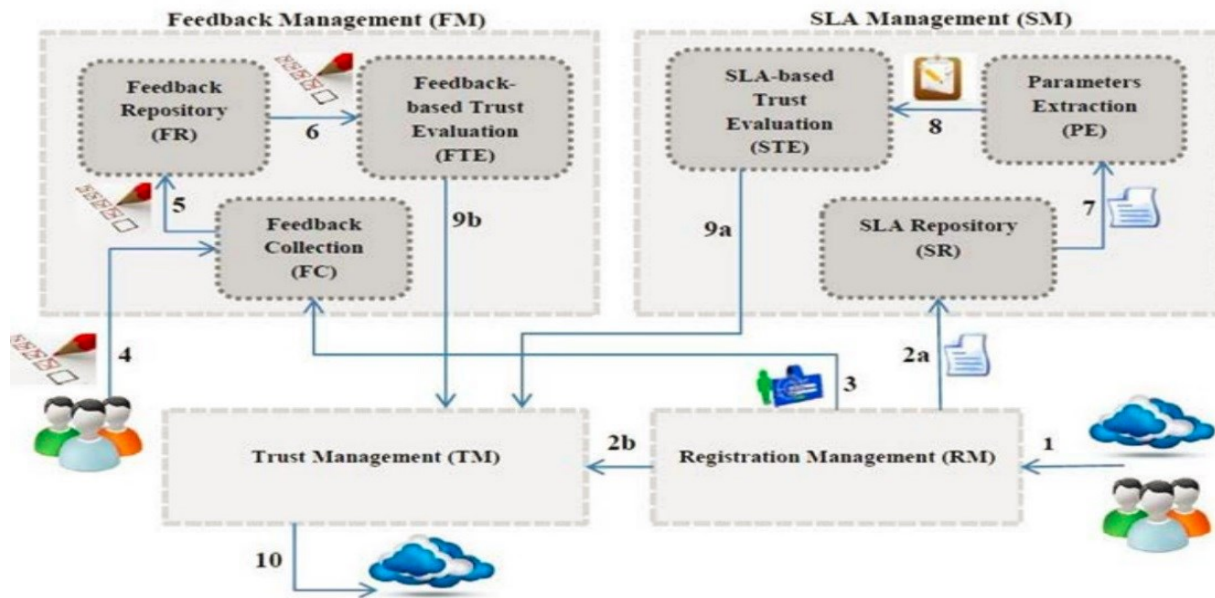 Feedback Management (FM)
SLA Management (SM)
Feedback
Repository
(FR)
6
Feedback-
based Trust
Evaluation
(FTE)
SLA-based
Trust
Evaluation
(STE)
8
Parameters
Extraction
(PE)
5
9b
9a
7
Feedback
Collection
(FC)
SLA Repository
(SR)
4
3
2a
Trust Management (TM)
2b
Registration Management (RM)
1
10